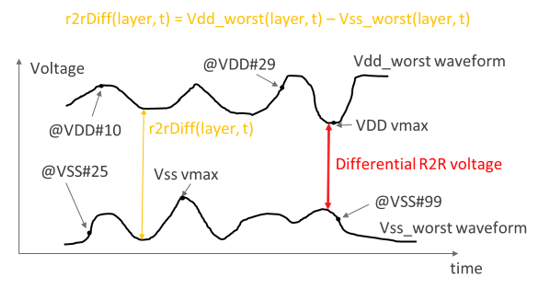 r2rDiff(layer, t) = Vdd_worst(layer, t) – Vss_worst(layer, t)
Voltage
@VDD#29
Vdd_worst waveform
@VDD#10
r2rDiff(layer, t)
VDD vmax
@VSS#25
Vss vmax
Differential R2R voltage
@VSS#99
Vss_worst waveform
time